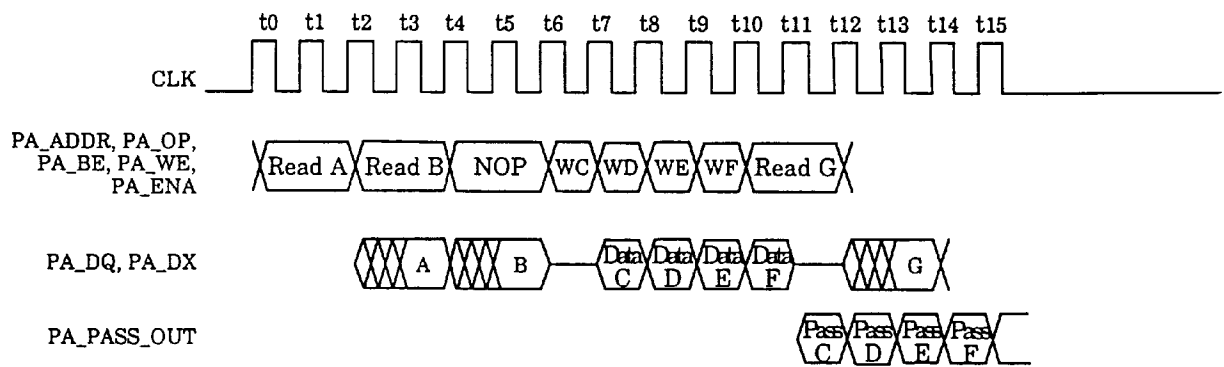 t0 t1 t2 t3 t4 t5 t6 t7 t8 t9 t10 t11 t12 t13 t14 t15
CLK
PA_ADDR, PA_OP,
PA_BE, PA_WE,
PA_ENA
Read A Read B NOP WC WD WE WF Read G
PA_DQ, PA_DX
A B Data C Data D Data E Data F G
PA_PASS_OUT
Pass C Pass D Pass E Pass F